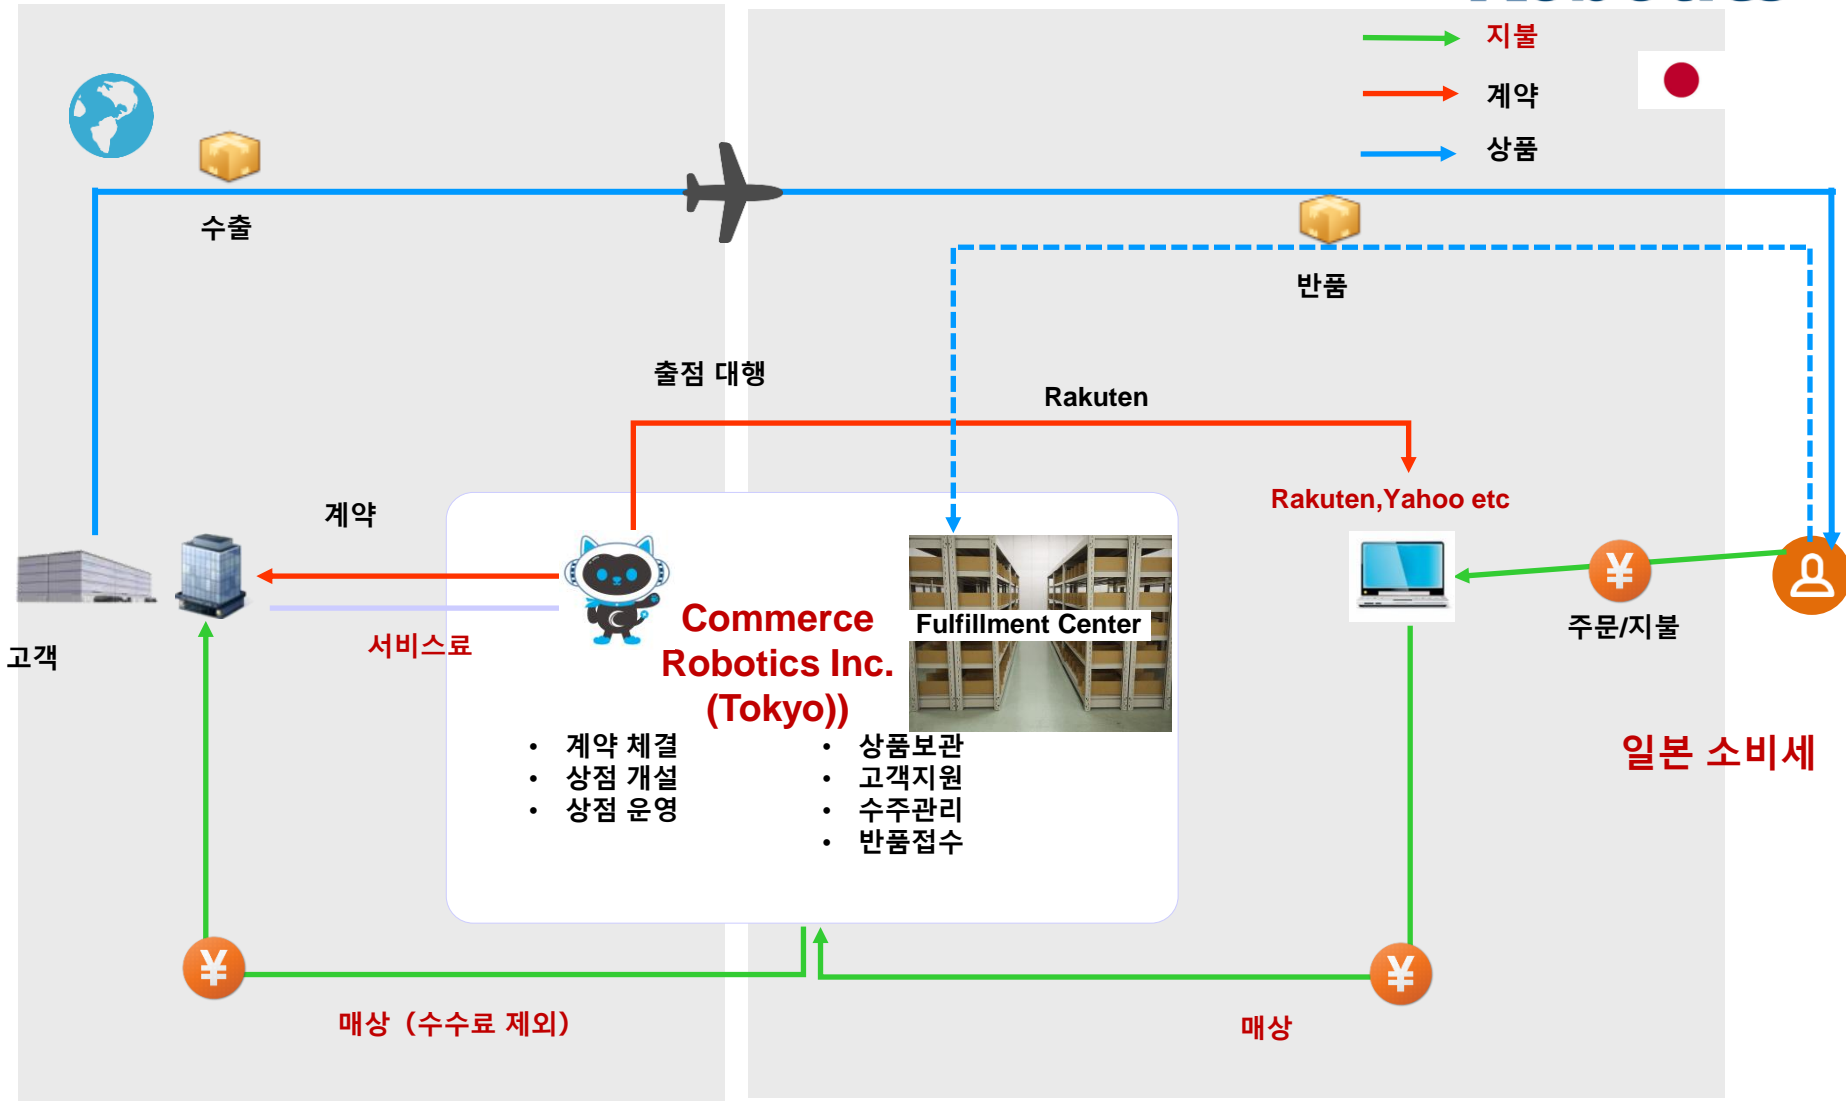 지불
계약
상품
수출
반품
출점 대행
Rakuten
계약
Rakuten,Yahoo etc
서비스료
고객
Commerce
Robotics Inc.
(Tokyo))
Fulfillment Center
주문/지불
• 계약 체결
• 상점 개설
• 상점 운영
• 상품보관
• 고객지원
• 수주관리
• 반품접수
일본 소비세
¥
¥
¥
매상（수수료 제외）
매상